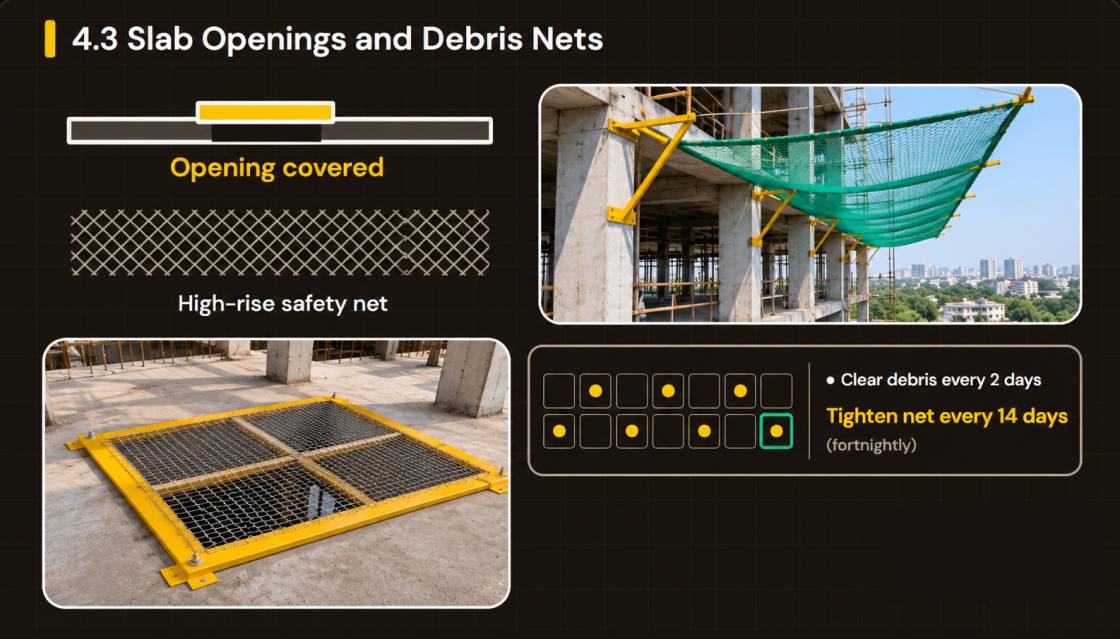 4.3 Slab Openings and Debris Nets
Opening covered
High-rise safety net
• Clear debris every 2 days
Tighten net every 14 days
(fortnightly)